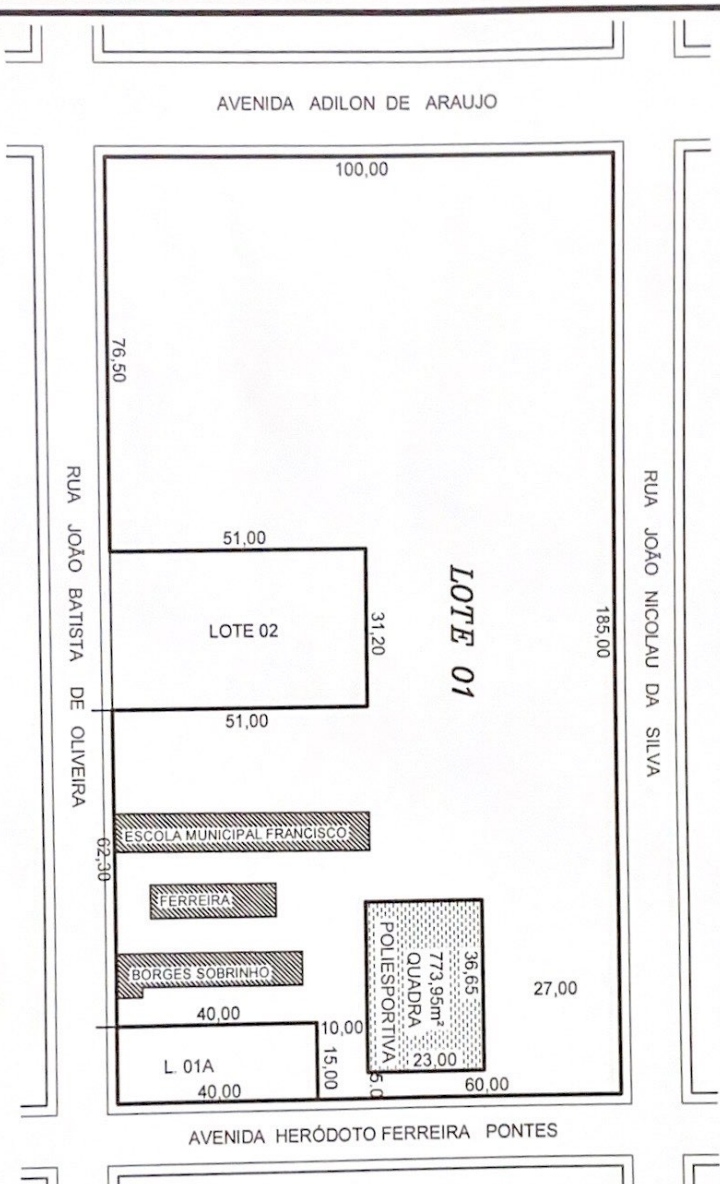 AVENIDA ADILON DE ARAUJO
100,00
76,50
RUA JOÃO BATISTA DE OLIVEIRA
RUA JOÃO NICOLAU DA SILVA
51,00
LOTE 02
31,20
LOTE 01
185,00
51,00
62,30
ESCOLA MUNICIPAL FRANCISCO
FERREIRA
BORGES SOBRINHO
36,65
773,95m²
QUADRA
POLIESPORTIVA
27,00
23,00
40,00
10,00
L. 01A
15,00
5,0
60,00
40,00
AVENIDA HERÓDOTO FERREIRA PONTES